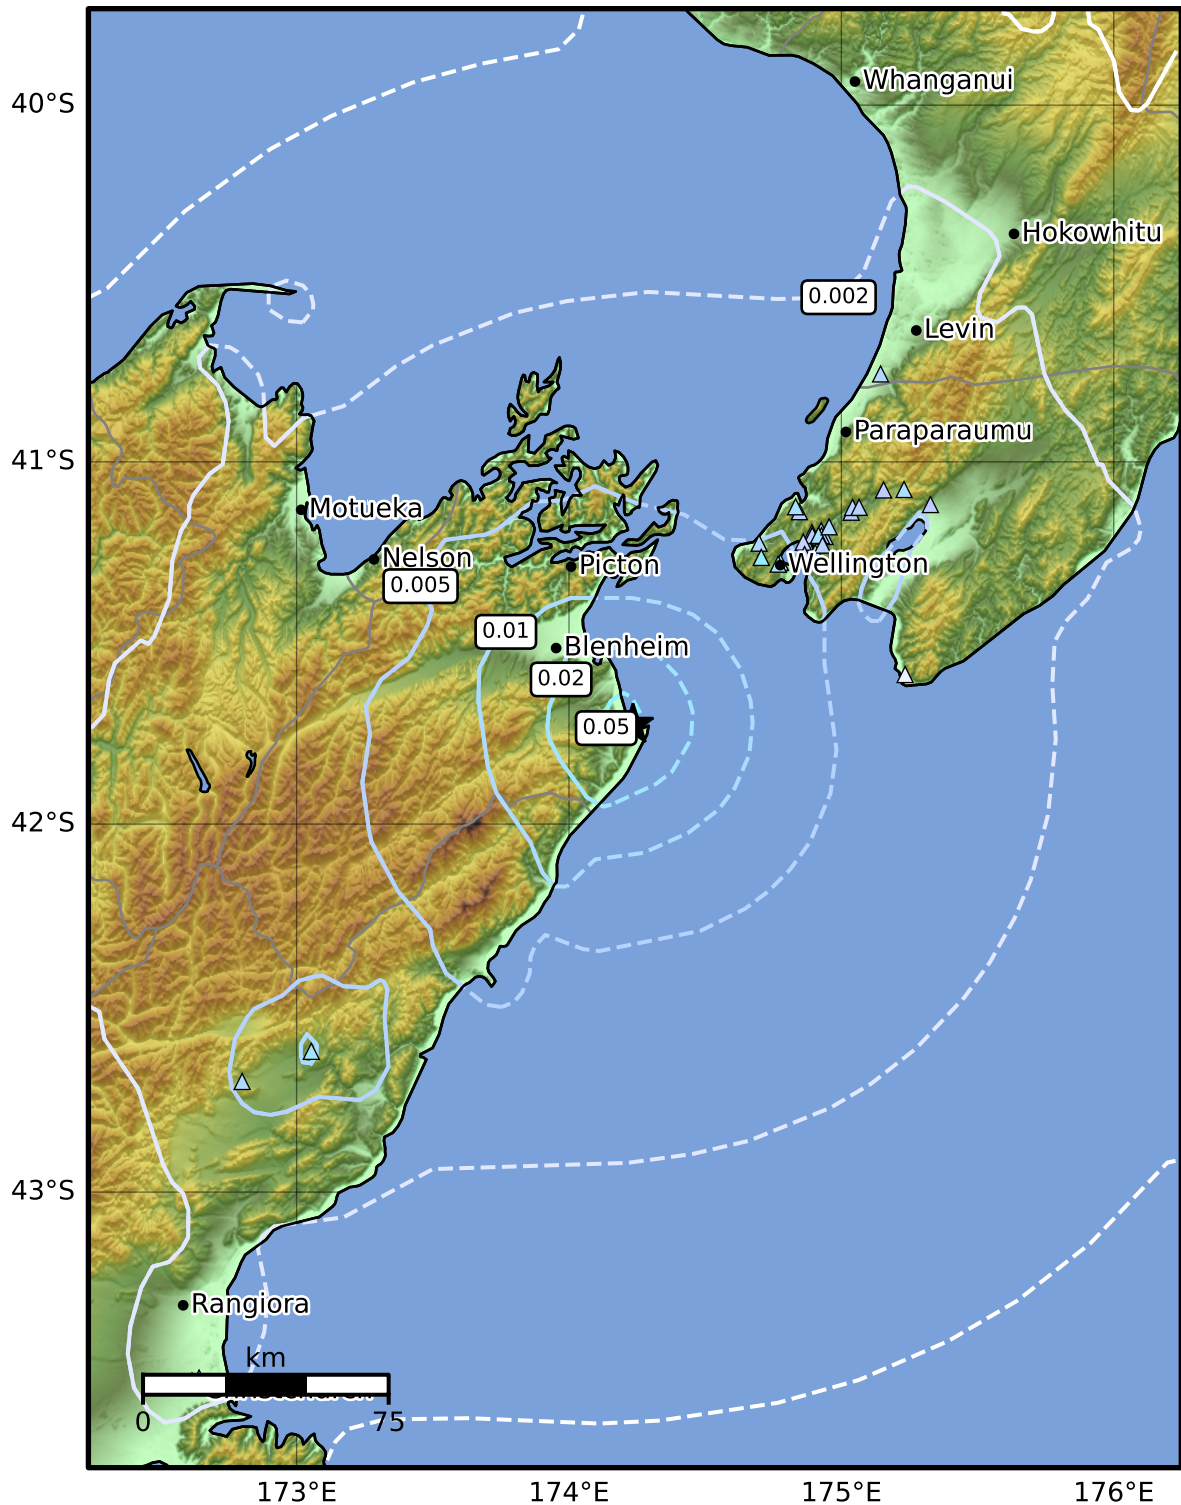 Whanganui
40°S
Hokowhitu
0.002
Levin
Paraparaumu
41°S
Motueka
Nelson
Picton
Wellington
0.005
0.01
Blenheim
0.02
0.05
42°S
43°S
Rangiora
km
0
75
173°E
174°E
175°E
176°E